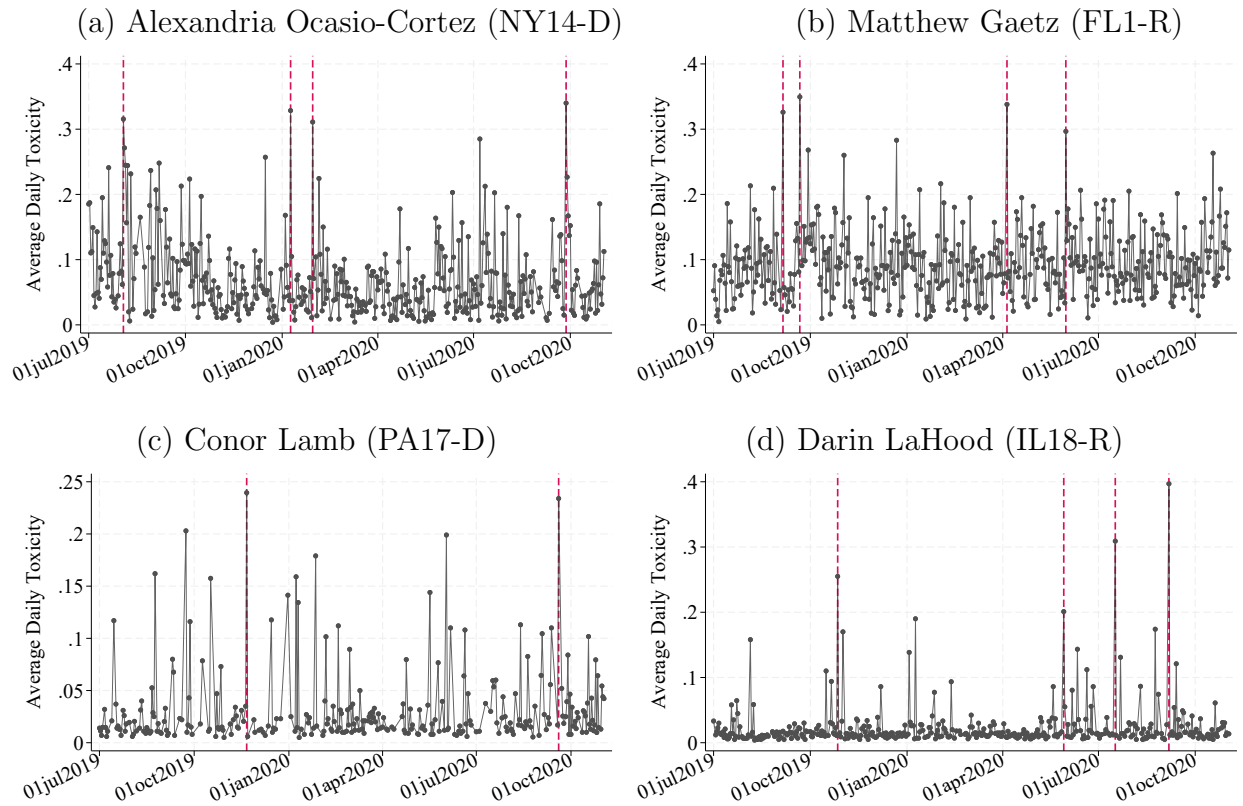 (a) Alexandria Ocasio-Cortez (NY14-D)
Average Daily Toxicity
.4
.3
.2
.1
0
01jul2019
01oct2019
01jan2020
01apr2020
01jul2020
01oct2020
(b) Matthew Gaetz (FL1-R)
Average Daily Toxicity
.4
.3
.2
.1
0
01jul2019
01oct2019
01jan2020
01apr2020
01jul2020
01oct2020
(c) Conor Lamb (PA17-D)
Average Daily Toxicity
.25
.2
.15
.1
.05
0
01jul2019
01oct2019
01jan2020
01apr2020
01jul2020
01oct2020
(d) Darin LaHood (IL18-R)
Average Daily Toxicity
.4
.3
.2
.1
0
01jul2019
01oct2019
01jan2020
01apr2020
01jul2020
01oct2020